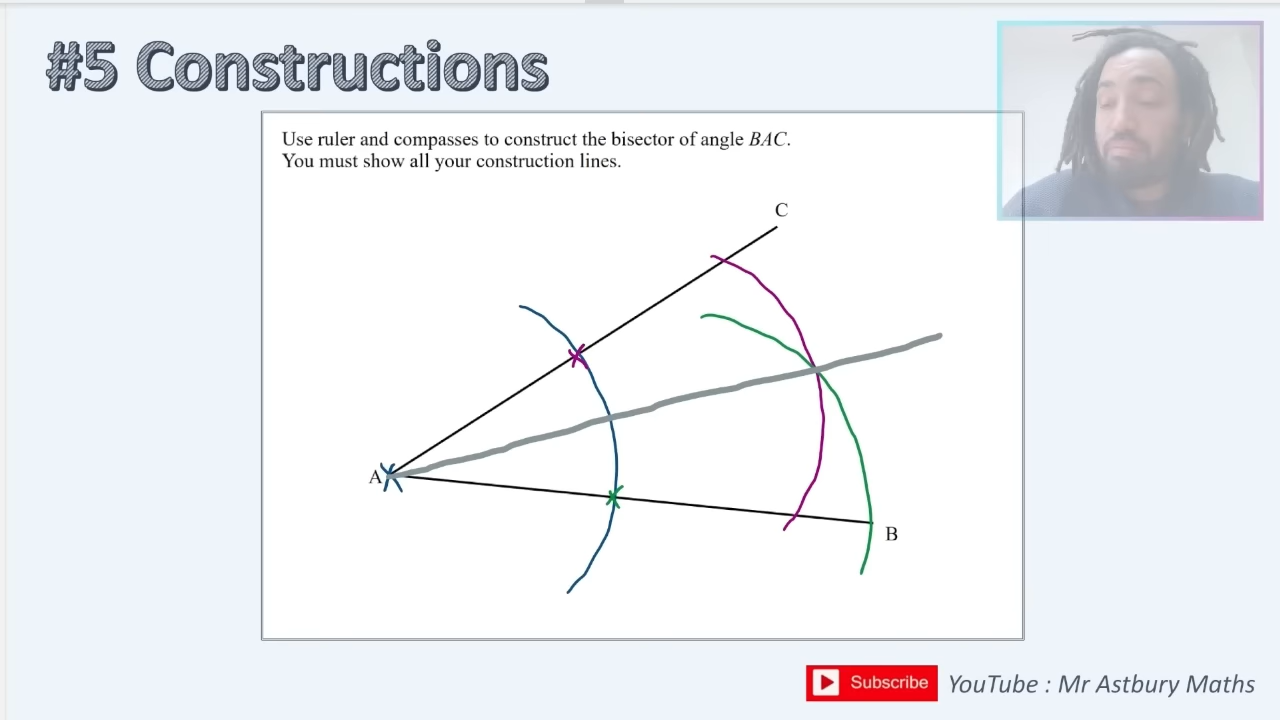 #5 Constructions
Use ruler and compasses to construct the bisector of angle BAC.
You must show all your construction lines.
C
A
B
Subscribe
YouTube : Mr Astbury Maths